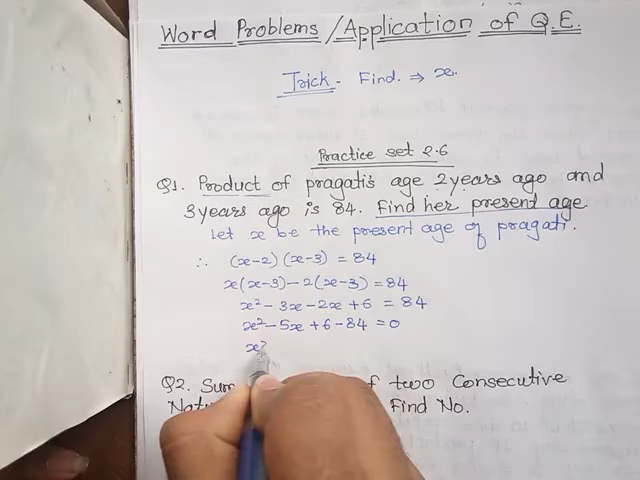 Word Problems/Application of Q.E.
Trick - Find ⇒ x.
Practice set 2.6
Q1. Product of pragati's age 2years ago and
3years ago is 84. Find her present age
Let x be the present age of pragati.
∴ (x-2) (x-3) = 84
x(x-3)-2(x-3)=84
x²-3x-2x+6 = 84
x²-5x+6-84=0
x²
Q2. of two Consecutive
Find No.